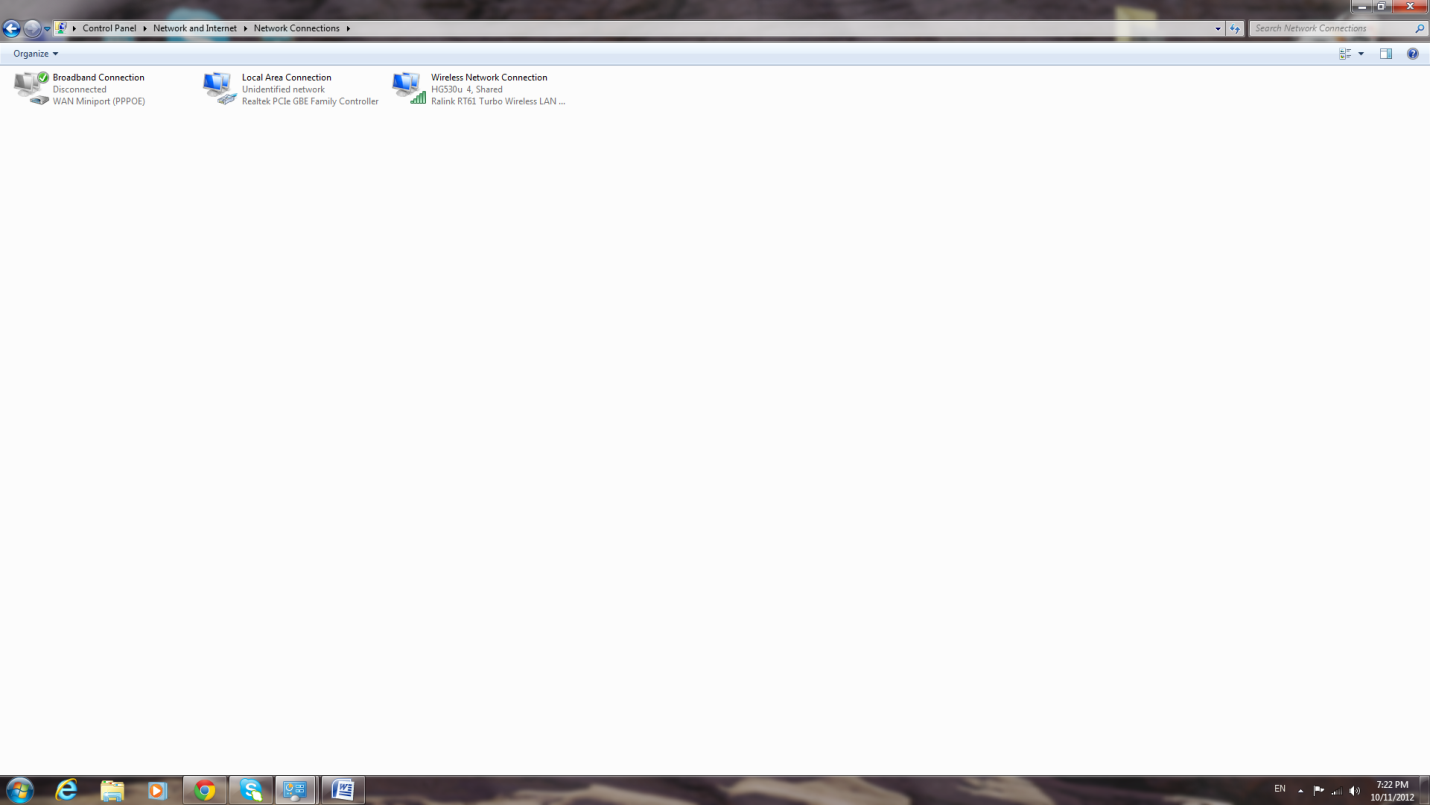 Control Panel Network and Internet Network Connections
Search Network Connections
Organize
Broadband Connection
Disconnected
WAN Miniport (PPPOE)
Local Area Connection
Unidentified network
Realtek PCIe GBE Family Controller
Wireless Network Connection
HG530u 4, Shared
Ralink RT61 Turbo Wireless LAN ...
EN
7:22 PM
10/11/2012